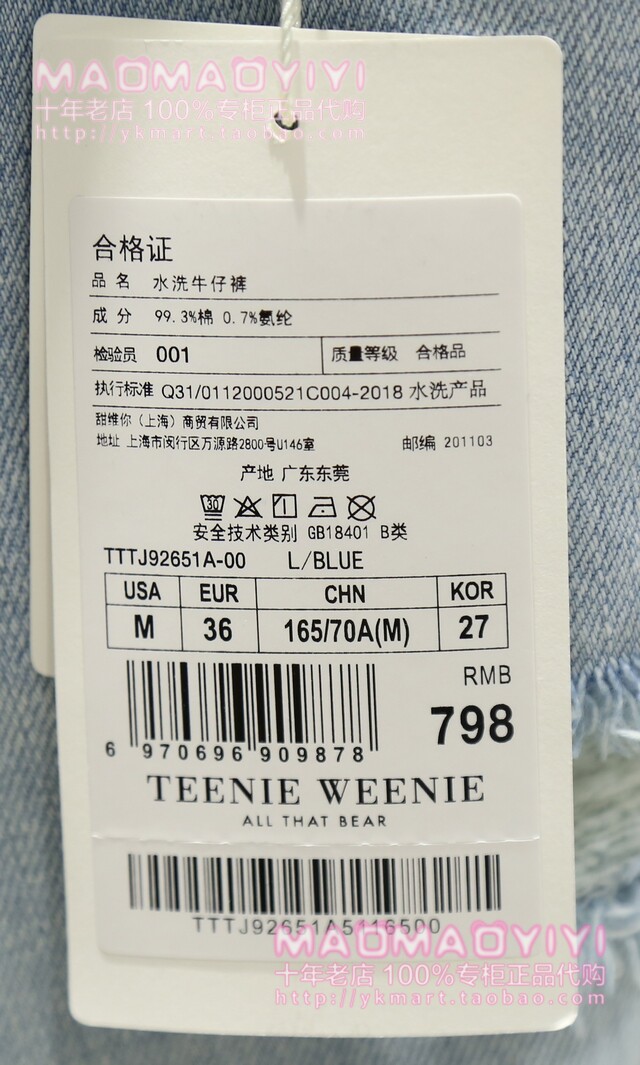 MAOMAOYIYI
十年老店 100%专柜正品代购
http://ykmart.taobao.com
合格证
品 名 水洗牛仔裤
成 分 99.3%棉 0.7%氨纶
检验员 001 质量等级 合格品
执行标准 Q31/0112000521C004-2018 水洗产品
甜维你（上海）商贸有限公司
地址 上海市闵行区万源路2800号U146室 邮编 201103
产地 广东东莞
30
安全技术类别 GB18401 B类
TTTJ92651A-00 L/BLUE
USA EUR CHN KOR
M 36 165/70A(M) 27
RMB
798
6 970696 909878
TEENIE WEENIE
ALL THAT BEAR
TTTJ92651A5116500
MAOMAOYIYI
十年老店 100%专柜正品代购
http://ykmart.taobao.com